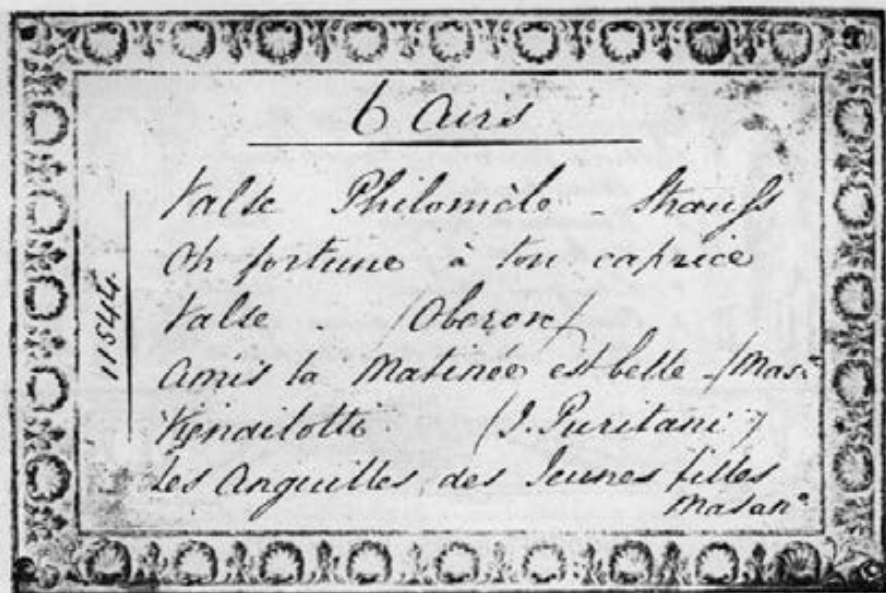 6 Airs
Valse Philomèle - Strauss
Oh fortune à ton caprice
Valse . /Oberon/
Amis la Matinée est belle - /Mas.
(I. Puritani)
Les Anguilles, des Jeunes filles
Masan°
11544.